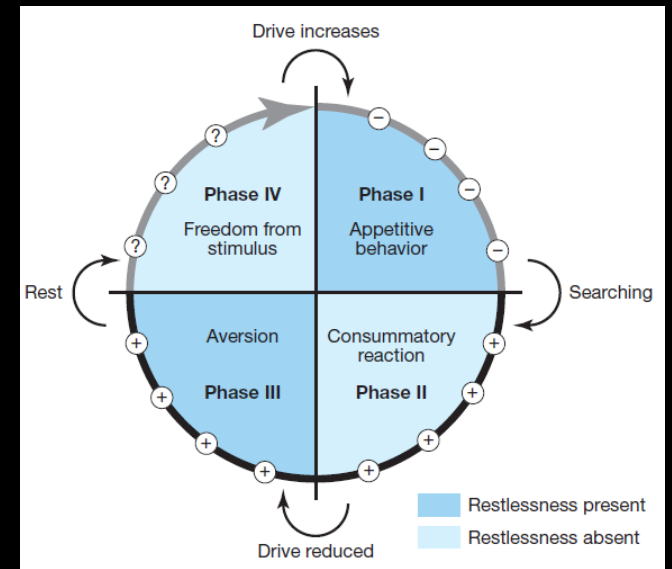 Drive increases
?
−
?
−
Phase IV
Phase I
−
Freedom from
stimulus
Appetitive
behavior
?
−
Rest
Searching
+
Aversion
Consummatory
reaction
+
+
Phase III
Phase II
+
+
+
+
+
Restlessness present
Restlessness absent
Drive reduced